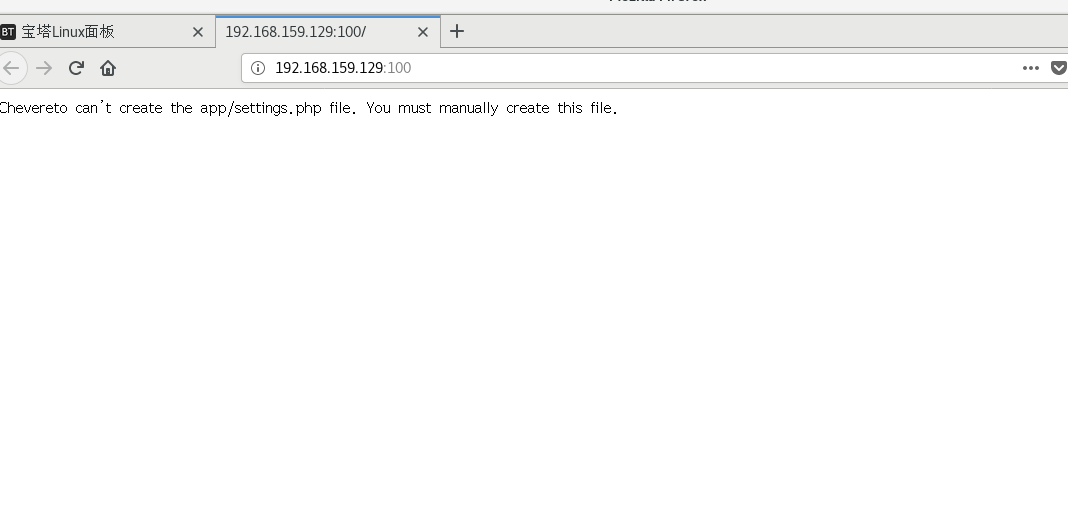 BT 宝塔Linux面板
192.168.159.129:100/
192.168.159.129:100
Chevereto can't create the app/settings.php file. You must manually create this file.